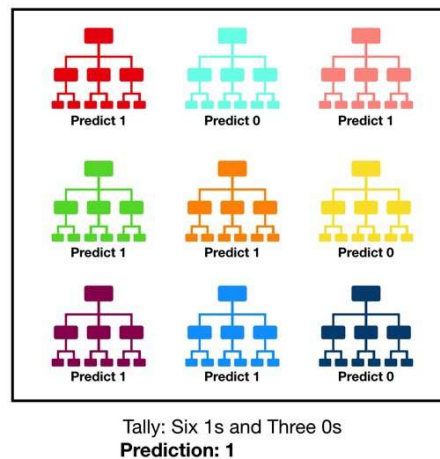 Predict 1 Predict 0 Predict 1
Predict 1 Predict 1 Predict 0
Predict 1 Predict 1 Predict 0
Tally: Six 1s and Three 0s
Prediction: 1